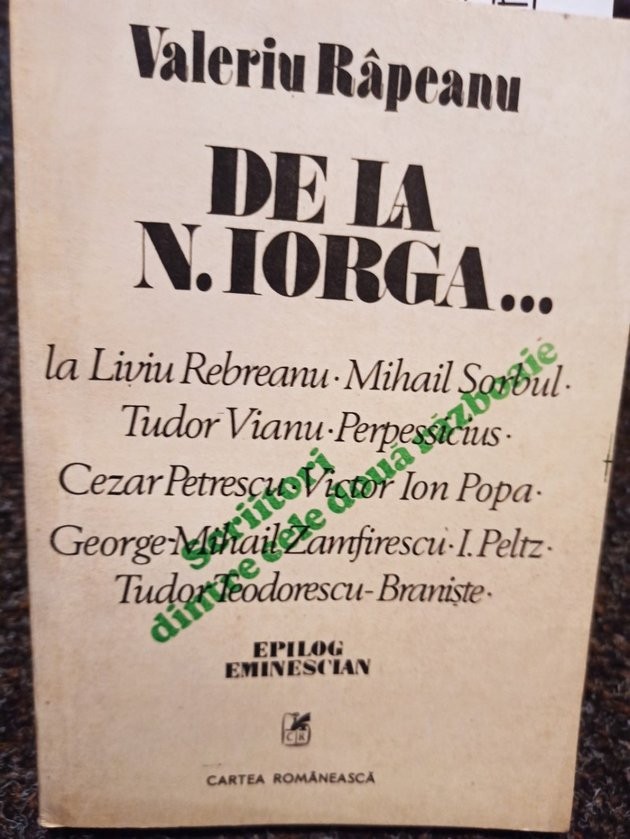 Valeriu Râpeanu
DE LA
N. IORGA...
la Liviu Rebreanu · Mihail Sorbul ·
Tudor Vianu · Perpessicius ·
Cezar Petrescu · Victor Ion Popa ·
George-Mihail Zamfirescu · I. Peltz ·
Tudor Teodorescu-Braniște ·
Scriitori
dintre cele două războaie
EPILOG
EMINESCIAN
CR
CARTEA ROMÂNEASCĂ